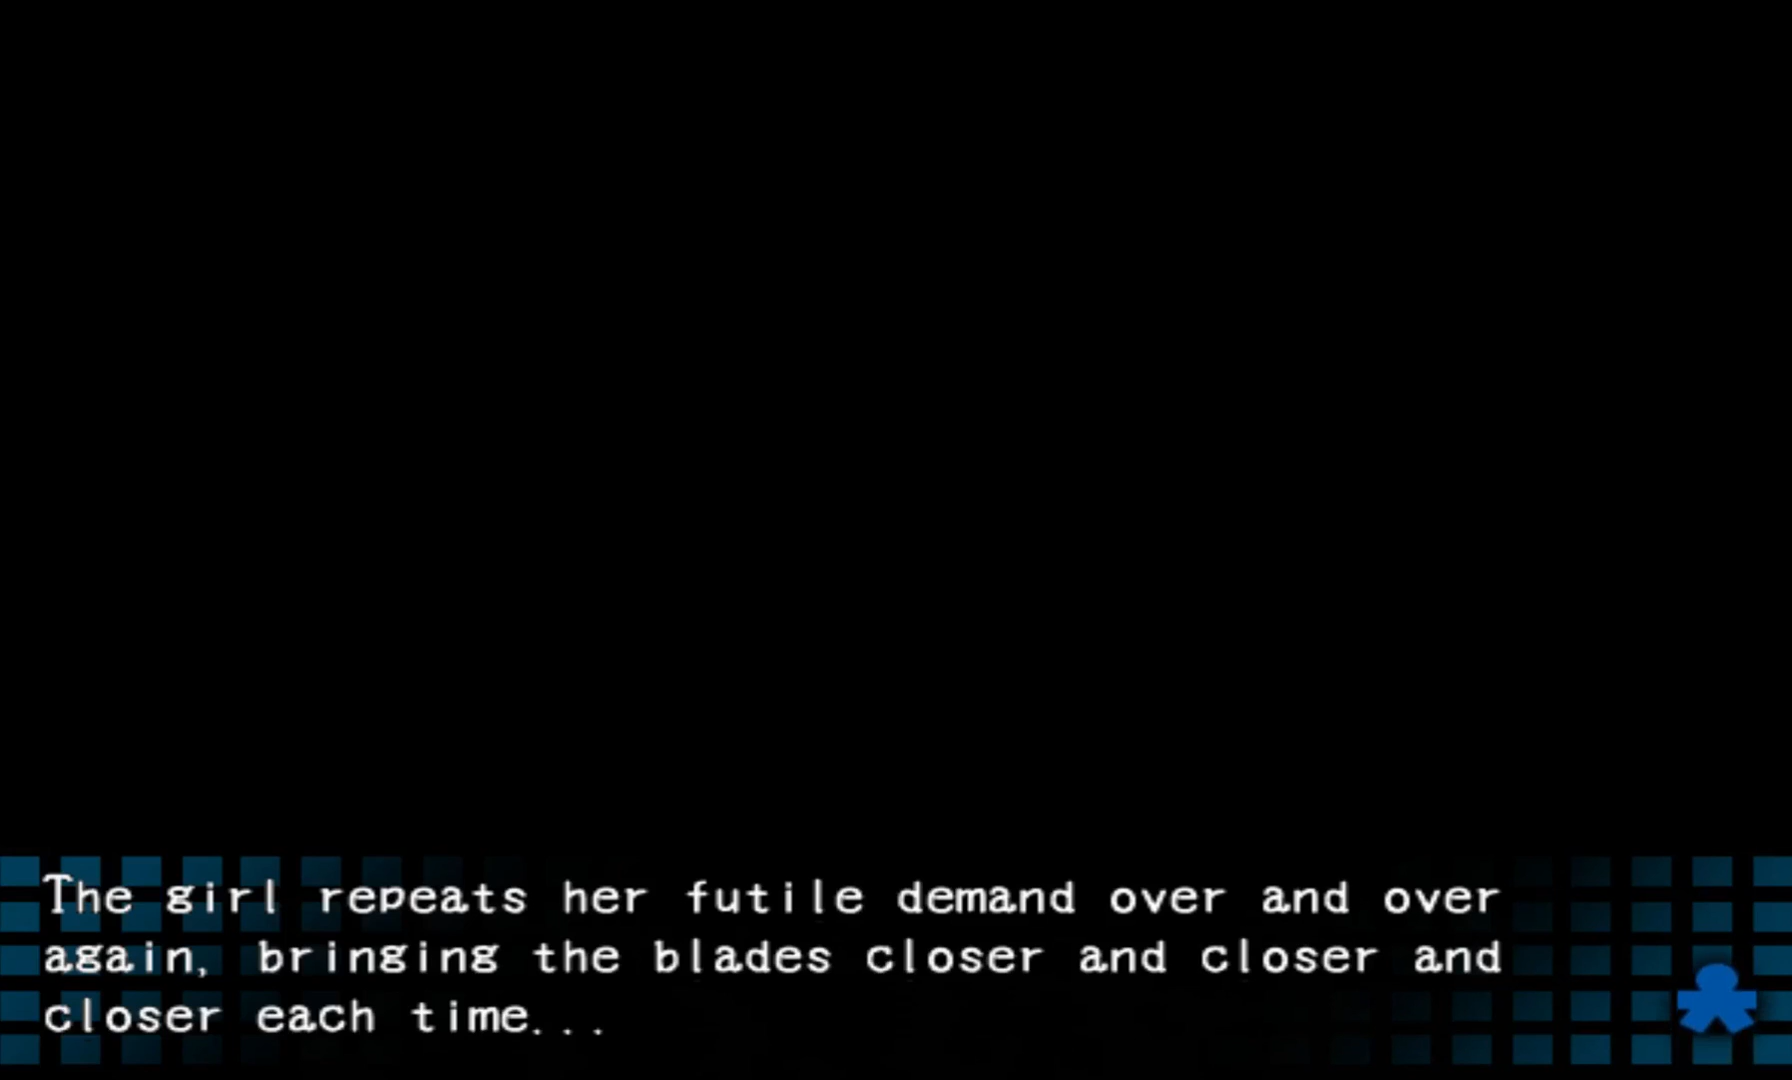 The girl repeats her futile demand over and over
again, bringing the blades closer and closer and
closer each time...